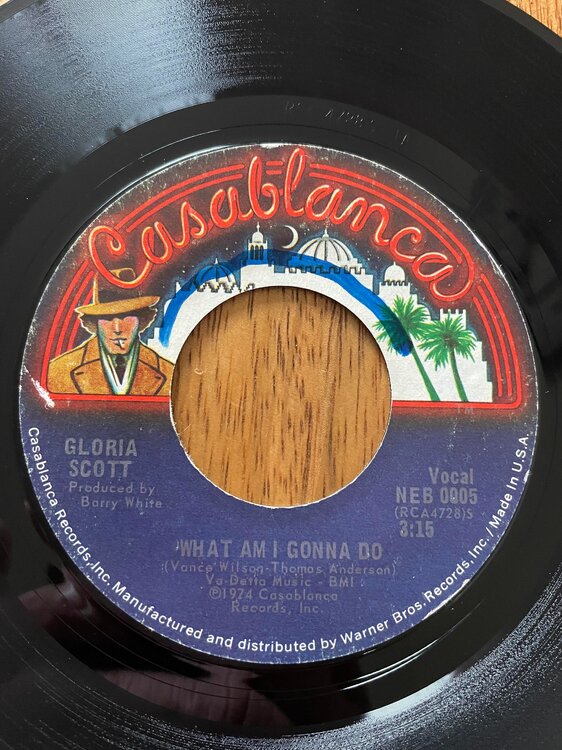 Casablanca
GLORIA
SCOTT
Produced by
Barry White
Vocal
NEB 0005
(RCA4728)S
3:15
WHAT AM I GONNA DO
(Vance Wilson-Thomas Anderson)
Va-Detta Music - BMI
©1974 Casablanca
Records, Inc.
Casablanca Records, Inc. Manufactured and distributed by Warner Bros. Records, Inc. / Made in U.S.A.
TM